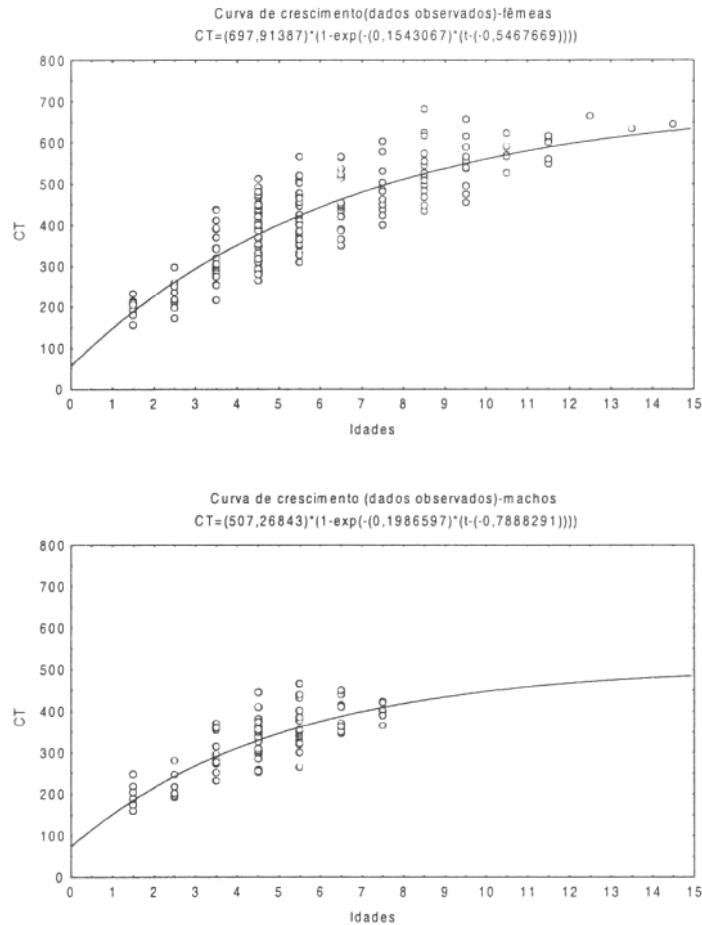 Curva de crescimento(dados observados)-fêmeas
CT=(697,91387)*(1-exp(-(0,1543067)*(t-(-0,5467669))))
800
700
600
500
400
300
200
100
0
CT
0 1 2 3 4 5 6 7 8 9 10 11 12 13 14 15
Idades
Curva de crescimento (dados observados)-machos
CT=(507,26843)*(1-exp(-(0,1986597)*(t-(-0,7888291))))
800
700
600
500
400
300
200
100
0
CT
0 1 2 3 4 5 6 7 8 9 10 11 12 13 14 15
Idades